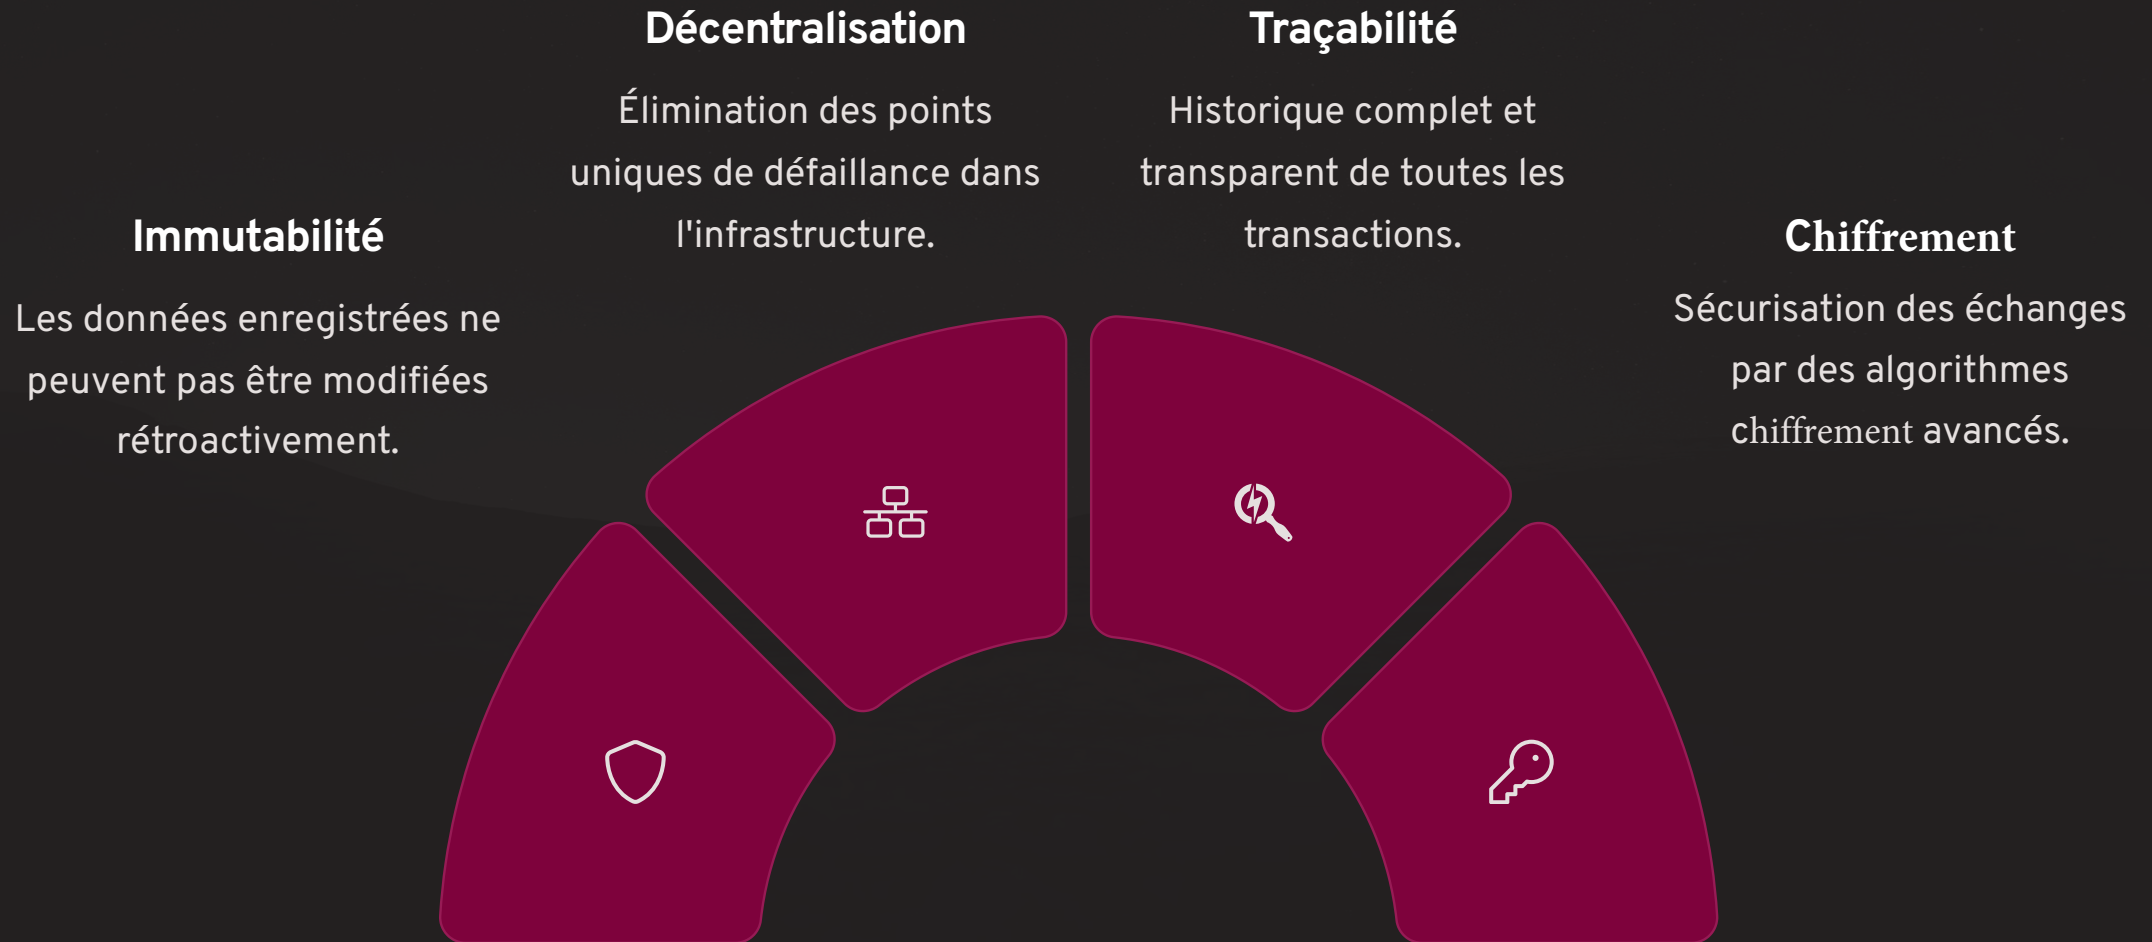 Immutabilité
Les données enregistrées ne
peuvent pas être modifiées
rétroactivement.
Décentralisation
Élimination des points
uniques de défaillance dans
l'infrastructure.
Traçabilité
Historique complet et
transparent de toutes les
transactions.
Chiffrement
Sécurisation des échanges
par des algorithmes
chiffrement avancés.